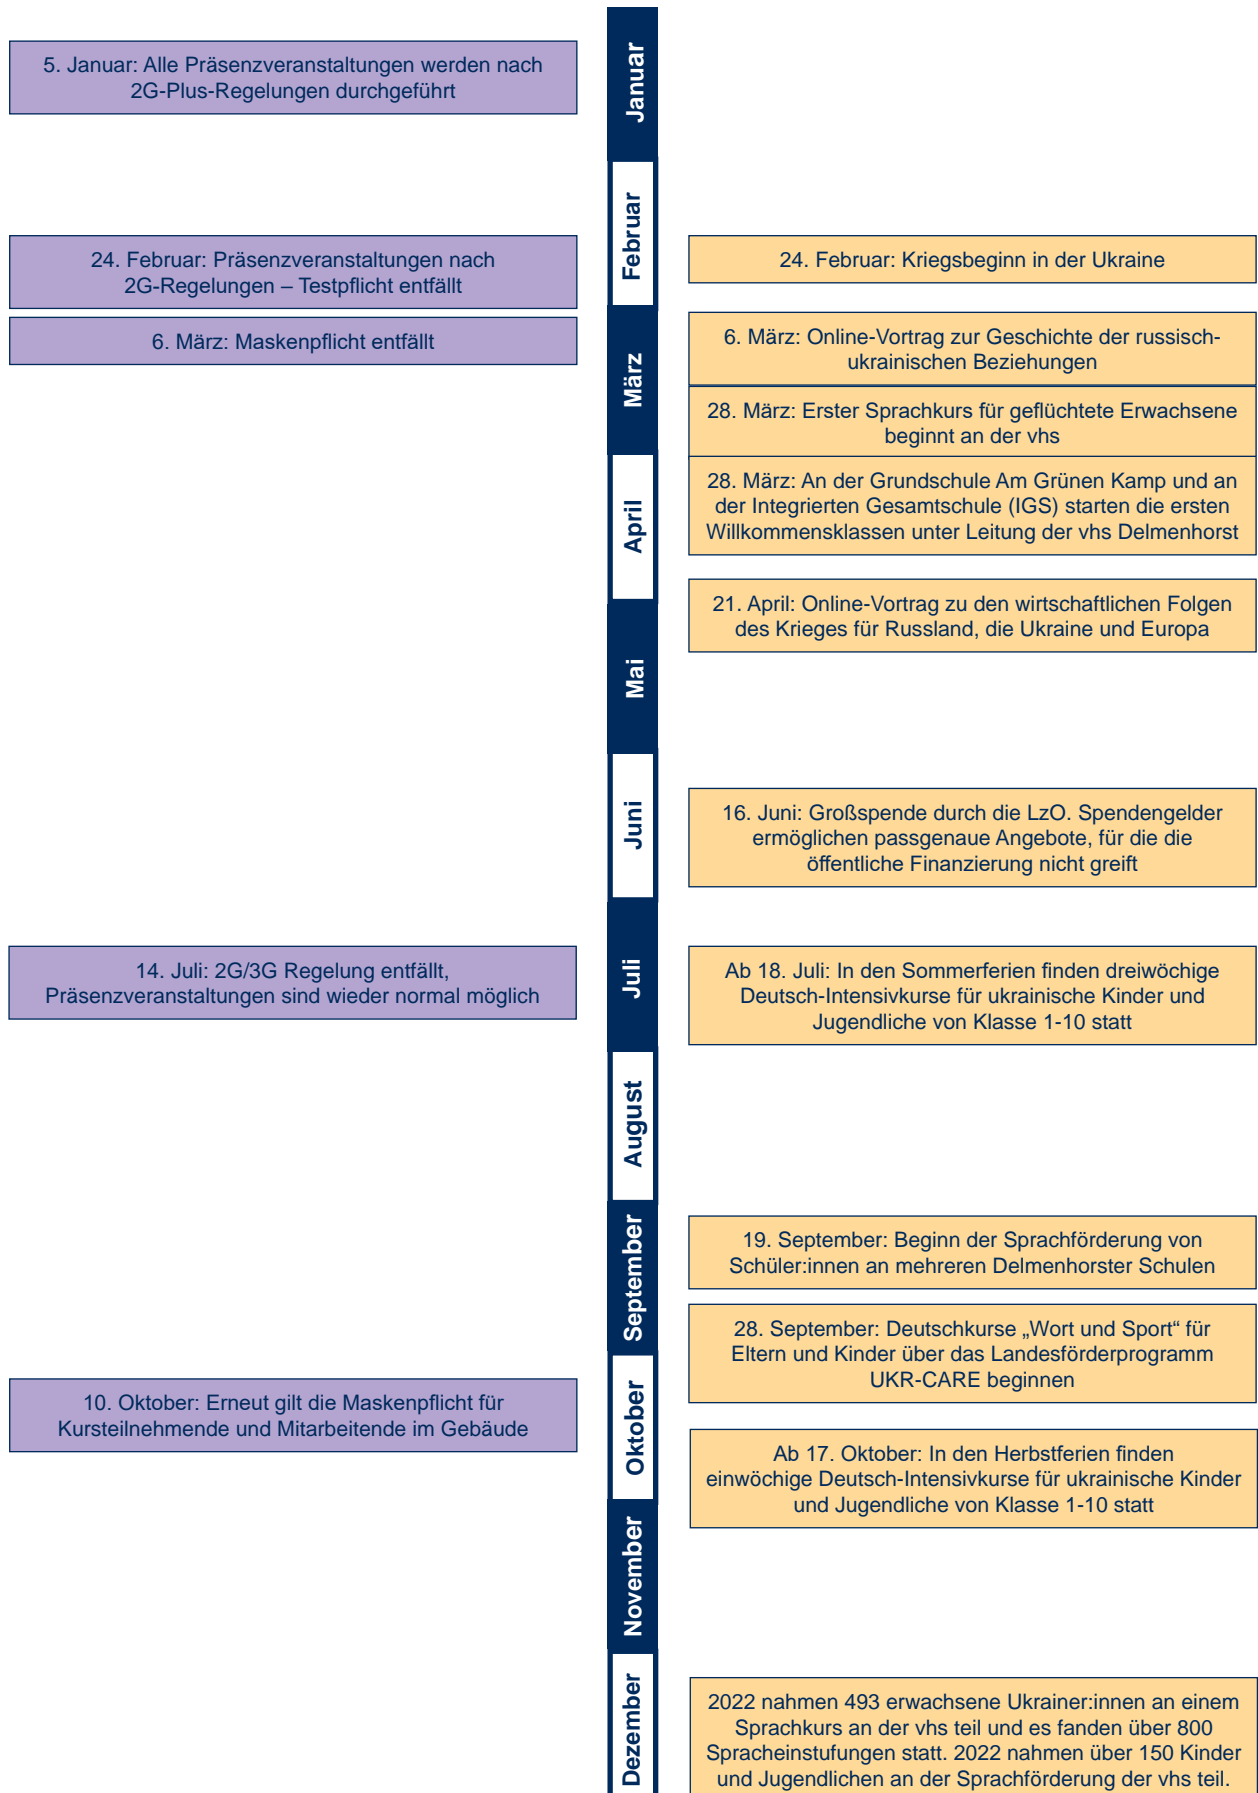 Januar
5. Januar: Alle Präsenzveranstaltungen werden nach
2G-Plus-Regelungen durchgeführt
Februar
24. Februar: Präsenzveranstaltungen nach
2G-Regelungen – Testpflicht entfällt
24. Februar: Kriegsbeginn in der Ukraine
März
6. März: Maskenpflicht entfällt
6. März: Online-Vortrag zur Geschichte der russisch-
ukrainischen Beziehungen
28. März: Erster Sprachkurs für geflüchtete Erwachsene
beginnt an der vhs
28. März: An der Grundschule Am Grünen Kamp und an
der Integrierten Gesamtschule (IGS) starten die ersten
Willkommensklassen unter Leitung der vhs Delmenhorst
April
21. April: Online-Vortrag zu den wirtschaftlichen Folgen
des Krieges für Russland, die Ukraine und Europa
Mai
Juni
16. Juni: Großspende durch die LzO. Spendengelder
ermöglichen passgenaue Angebote, für die die
öffentliche Finanzierung nicht greift
Juli
14. Juli: 2G/3G Regelung entfällt,
Präsenzveranstaltungen sind wieder normal möglich
Ab 18. Juli: In den Sommerferien finden dreiwöchige
Deutsch-Intensivkurse für ukrainische Kinder und
Jugendliche von Klasse 1-10 statt
August
September
19. September: Beginn der Sprachförderung von
Schüler:innen an mehreren Delmenhorster Schulen
28. September: Deutschkurse „Wort und Sport“ für
Eltern und Kinder über das Landesförderprogramm
UKR-CARE beginnen
Oktober
10. Oktober: Erneut gilt die Maskenpflicht für
Kursteilnehmende und Mitarbeitende im Gebäude
Ab 17. Oktober: In den Herbstferien finden
einwöchige Deutsch-Intensivkurse für ukrainische Kinder
und Jugendliche von Klasse 1-10 statt
November
Dezember
2022 nahmen 493 erwachsene Ukrainer:innen an einem
Sprachkurs an der vhs teil und es fanden über 800
Spracheinstufungen statt. 2022 nahmen über 150 Kinder
und Jugendlichen an der Sprachförderung der vhs teil.